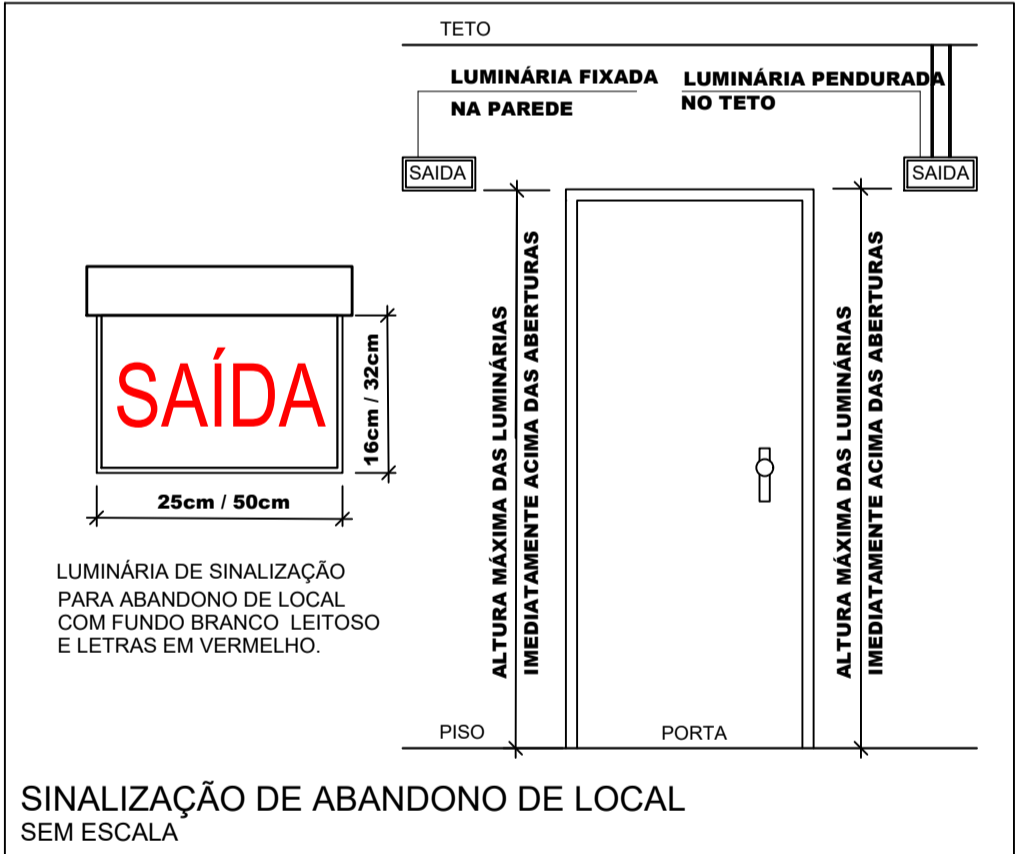 TETO
LUMINÁRIA FIXADA
NA PAREDE
LUMINÁRIA PENDURADA
NO TETO
SAIDA
SAIDA
SAÍDA
16cm / 32cm
25cm / 50cm
LUMINÁRIA DE SINALIZAÇÃO
PARA ABANDONO DE LOCAL
COM FUNDO BRANCO LEITOSO
E LETRAS EM VERMELHO.
ALTURA MÁXIMA DAS LUMINÁRIAS
IMEDIATAMENTE ACIMA DAS ABERTURAS
ALTURA MÁXIMA DAS LUMINÁRIAS
IMEDIATAMENTE ACIMA DAS ABERTURAS
PISO
PORTA
SINALIZAÇÃO DE ABANDONO DE LOCAL
SEM ESCALA